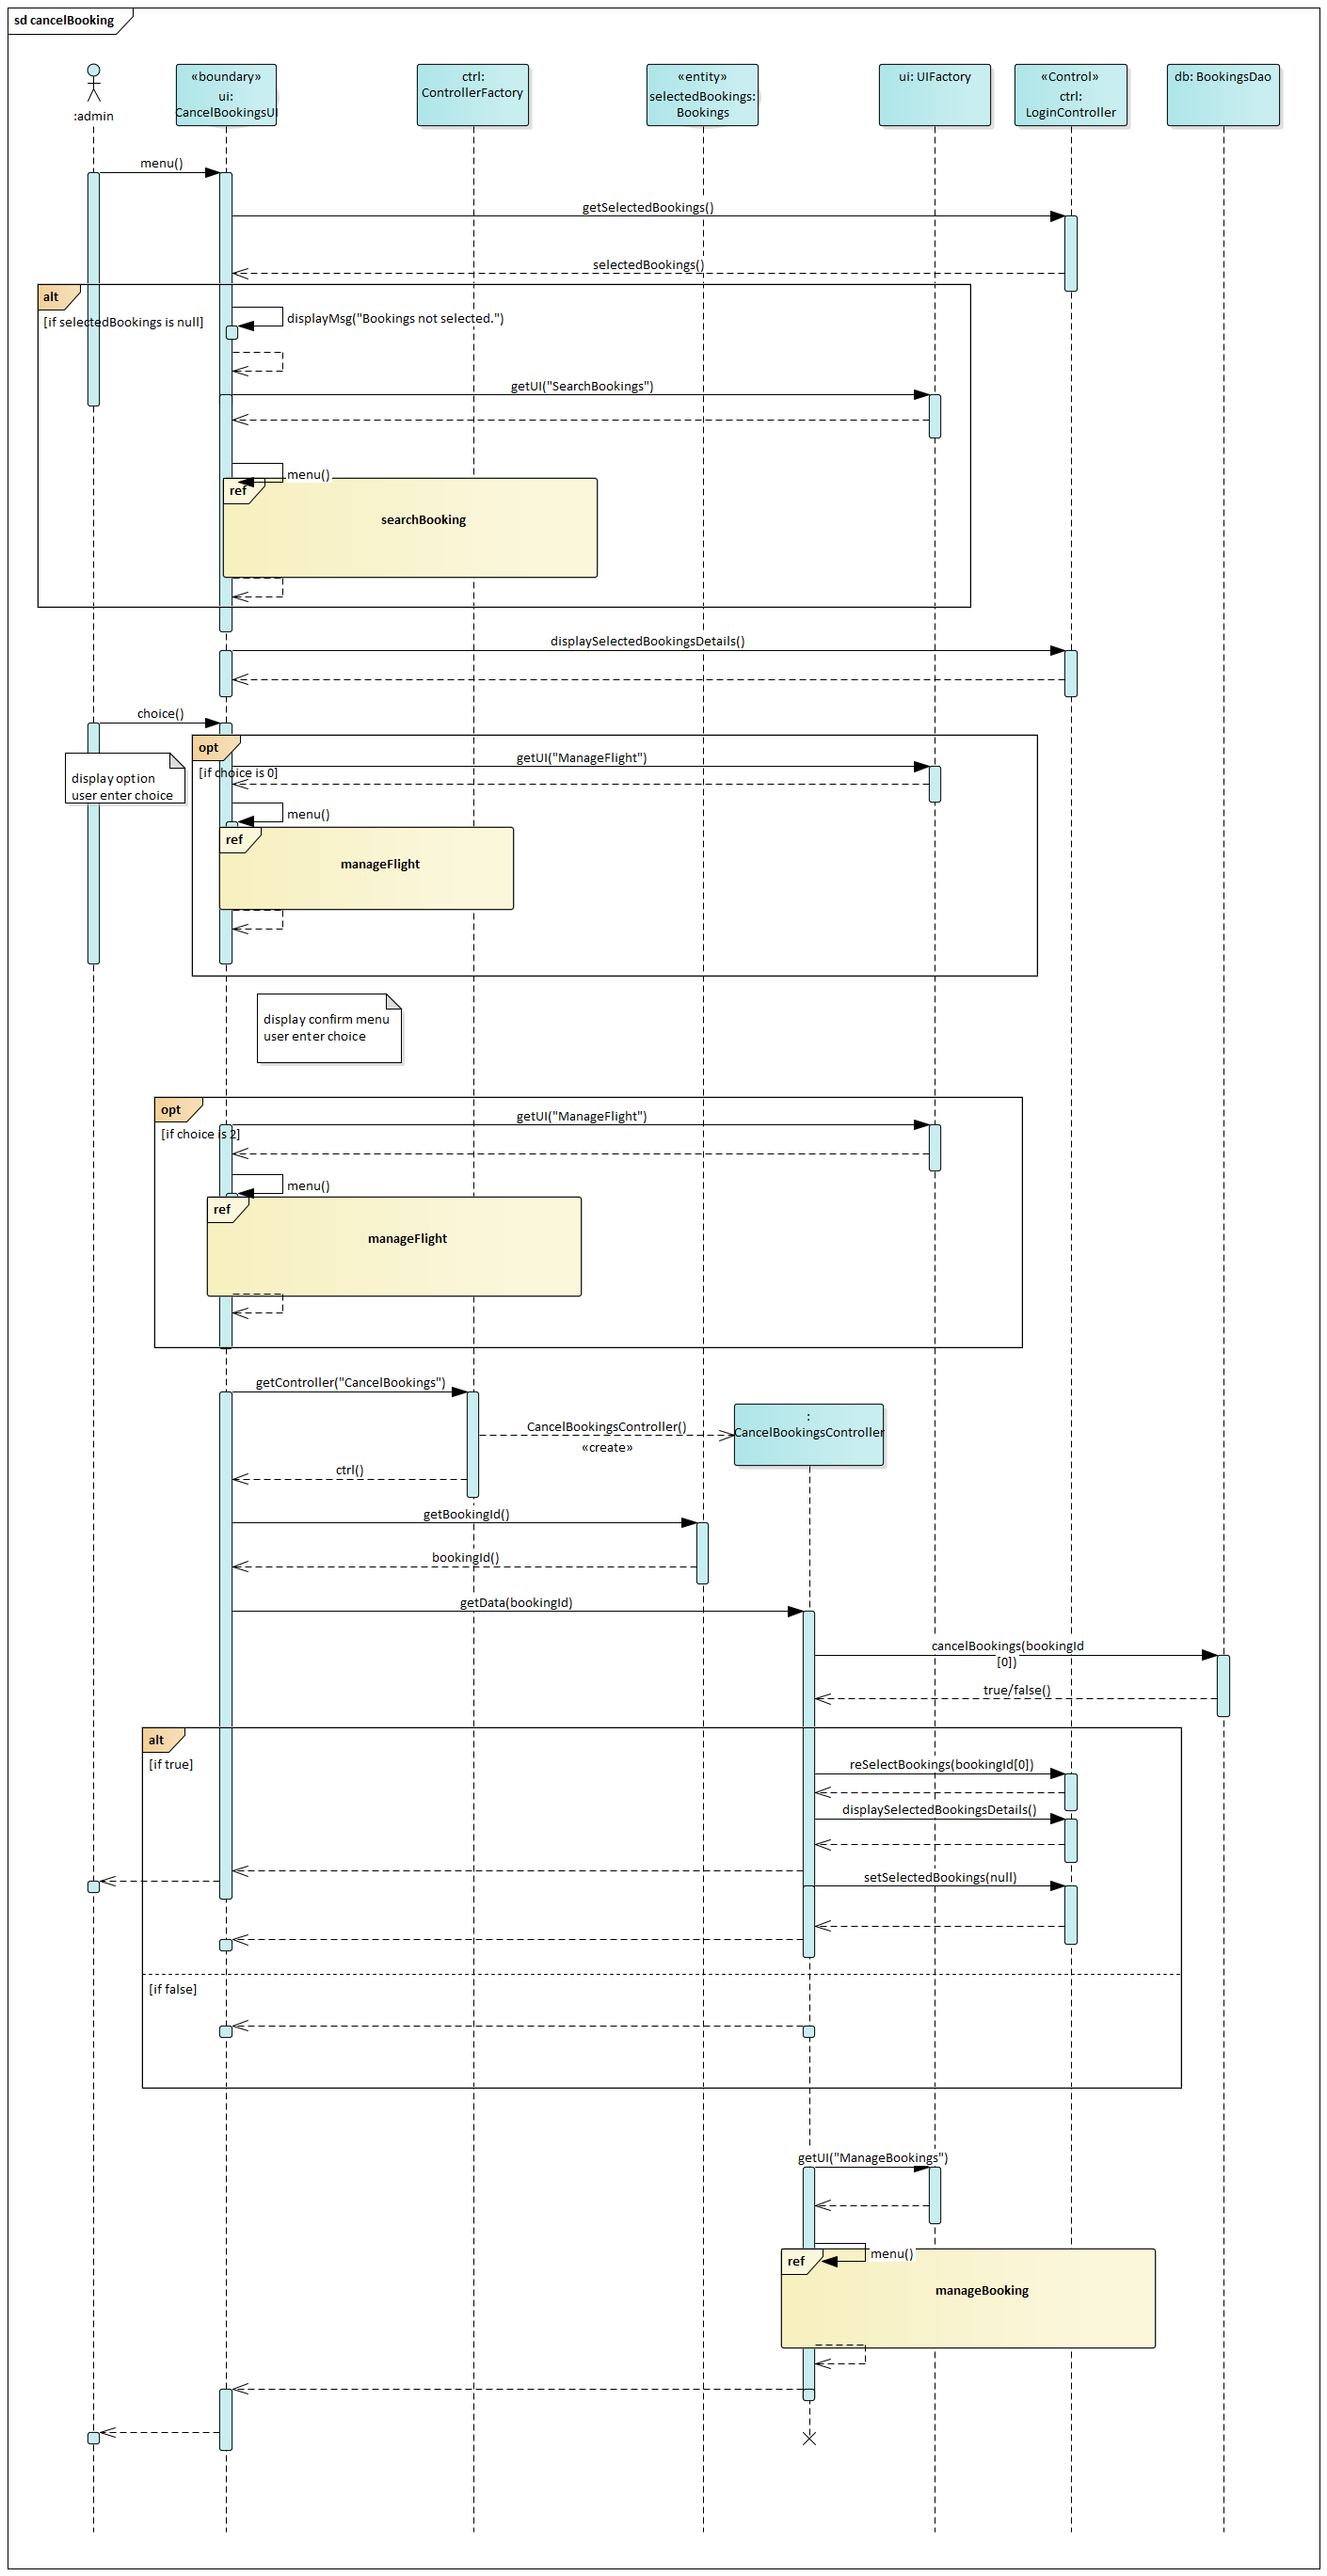 sd cancelBooking
:admin
«boundary»
ui:
CancelBookingsUI
ctrl:
ControllerFactory
«entity»
selectedBookings:
Bookings
ui: UIFactory
«Control»
ctrl:
LoginController
db: BookingsDao
menu()
getSelectedBookings()
selectedBookings()
alt
[if selectedBookings is null]
displayMsg("Bookings not selected.")
getUI("SearchBookings")
menu()
ref
searchBooking
displaySelectedBookingsDetails()
choice()
opt
getUI("ManageFlight")
[if choice is 0]
display option
user enter choice
menu()
ref
manageFlight
display confirm menu
user enter choice
opt
getUI("ManageFlight")
[if choice is 2]
menu()
ref
manageFlight
getController("CancelBookings")
:
CancelBookingsController
CancelBookingsController()
«create»
ctrl()
getBookingId()
bookingId()
getData(bookingId)
cancelBookings(bookingId
[0])
true/false()
alt
[if true]
reSelectBookings(bookingId[0])
displaySelectedBookingsDetails()
setSelectedBookings(null)
[if false]
getUI("ManageBookings")
menu()
ref
manageBooking